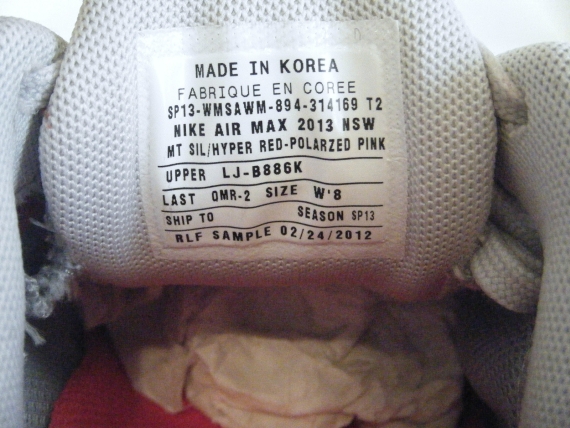 MADE IN KOREA
FABRIQUE EN COREE
SP13-WMSAWM-894-314169 T2
NIKE AIR MAX 2013 NSW
MT SIL/HYPER RED-POLARZED PINK
UPPER LJ-B886K
LAST QMR-2 SIZE W'8
SHIP TO SEASON SP13
RLF SAMPLE 02/24/2012